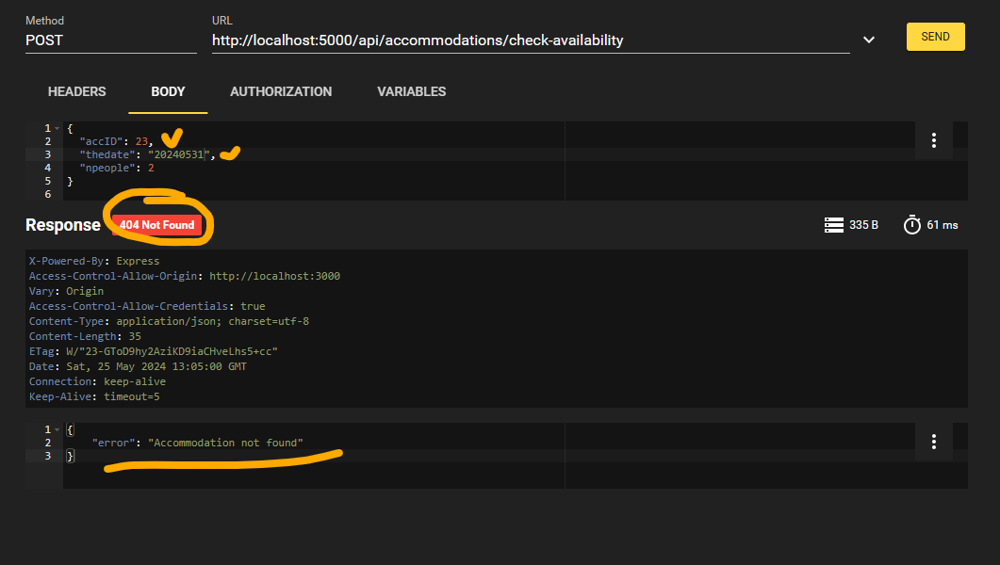 Method
POST
URL
http://localhost:5000/api/accommodations/check-availability
SEND
HEADERS
BODY
AUTHORIZATION
VARIABLES
1 {
2 "accID": 23,
3 "thedate": "20240531",
4 "npeople": 2
5 }
6
Response
404 Not Found
335 B
61 ms
X-Powered-By: Express
Access-Control-Allow-Origin: http://localhost:3000
Vary: Origin
Access-Control-Allow-Credentials: true
Content-Type: application/json; charset=utf-8
Content-Length: 35
ETag: W/"23-GToD9hy2AziKD9iaCHveLhs5+cc"
Date: Sat, 25 May 2024 13:05:00 GMT
Connection: keep-alive
Keep-Alive: timeout=5
1 {
2 "error": "Accommodation not found"
3 }